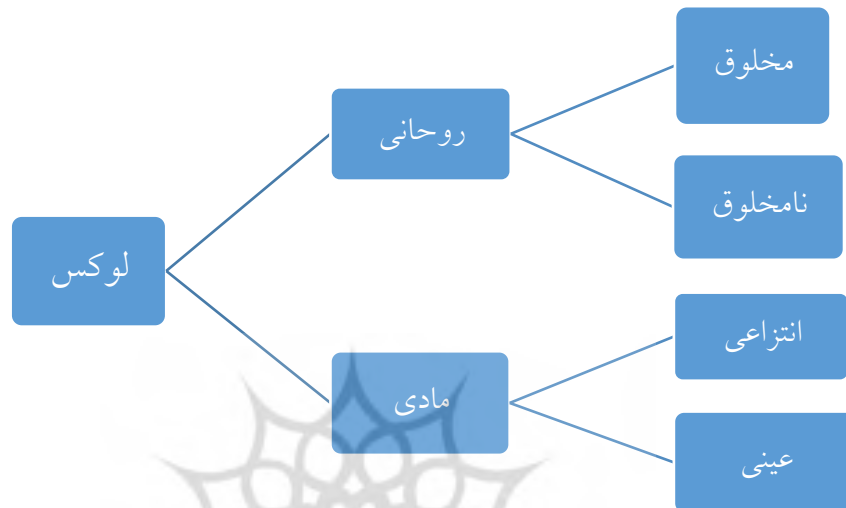 مخلوق
روحانی
نامخلوق
لوکس
انتزاعی
مادی
عینی